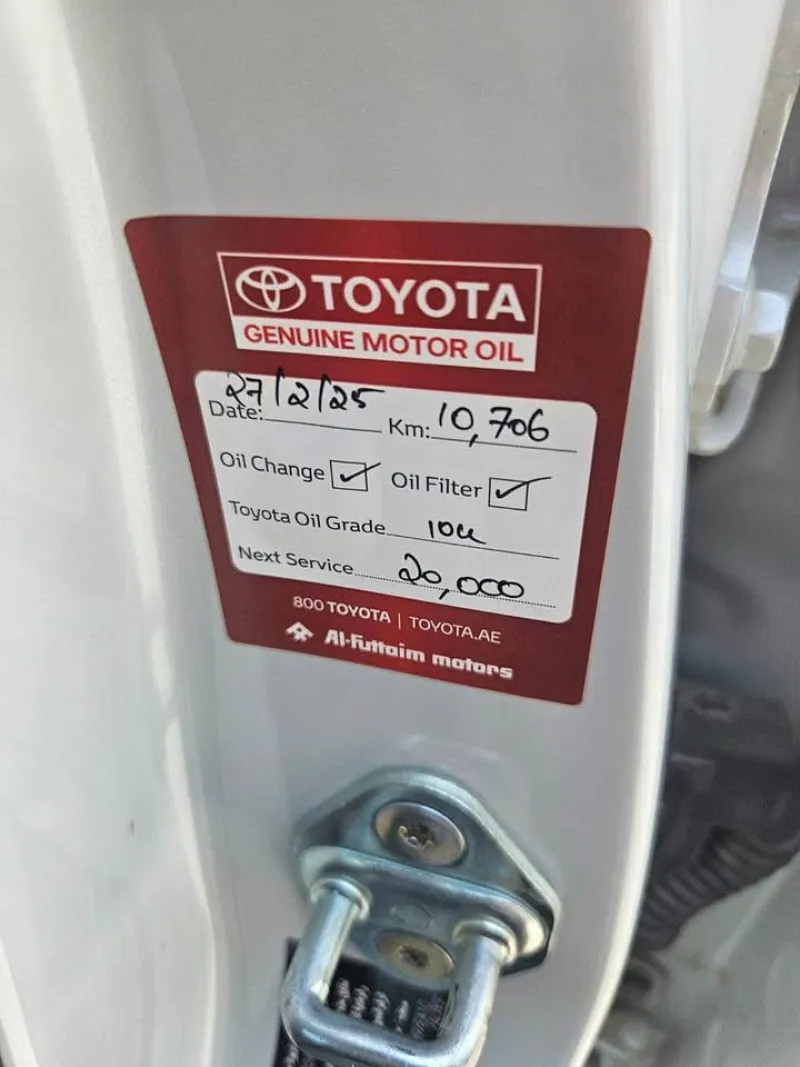 TOYOTA
GENUINE MOTOR OIL
Date: 27/2/25 Km: 10,706
Oil Change ✓ Oil Filter ✓
Toyota Oil Grade
Next Service 20,000
800 TOYOTA | TOYOTA.AE
Al-Futtaim motors